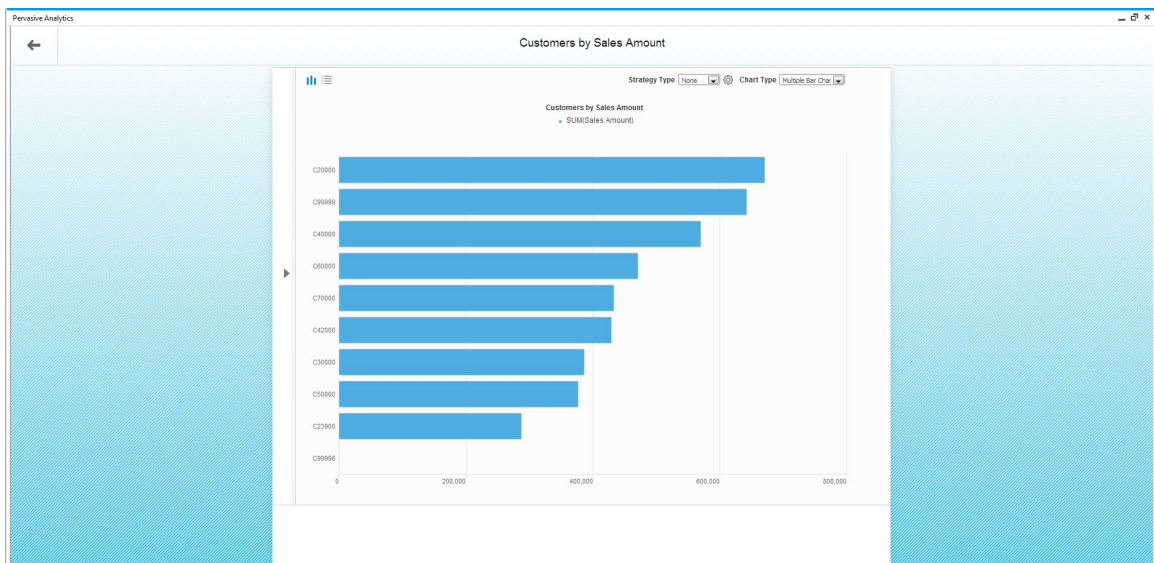 Pervasive Analytics
Customers by Sales Amount
Strategy Type None Chart Type Multiple Bar Char
Customers by Sales Amount
SUM(Sales Amount)
C20000
C99999
C40000
C60000
C70000
C42000
C30000
C50000
C23900
C99998
0 200,000 400,000 600,000 800,000